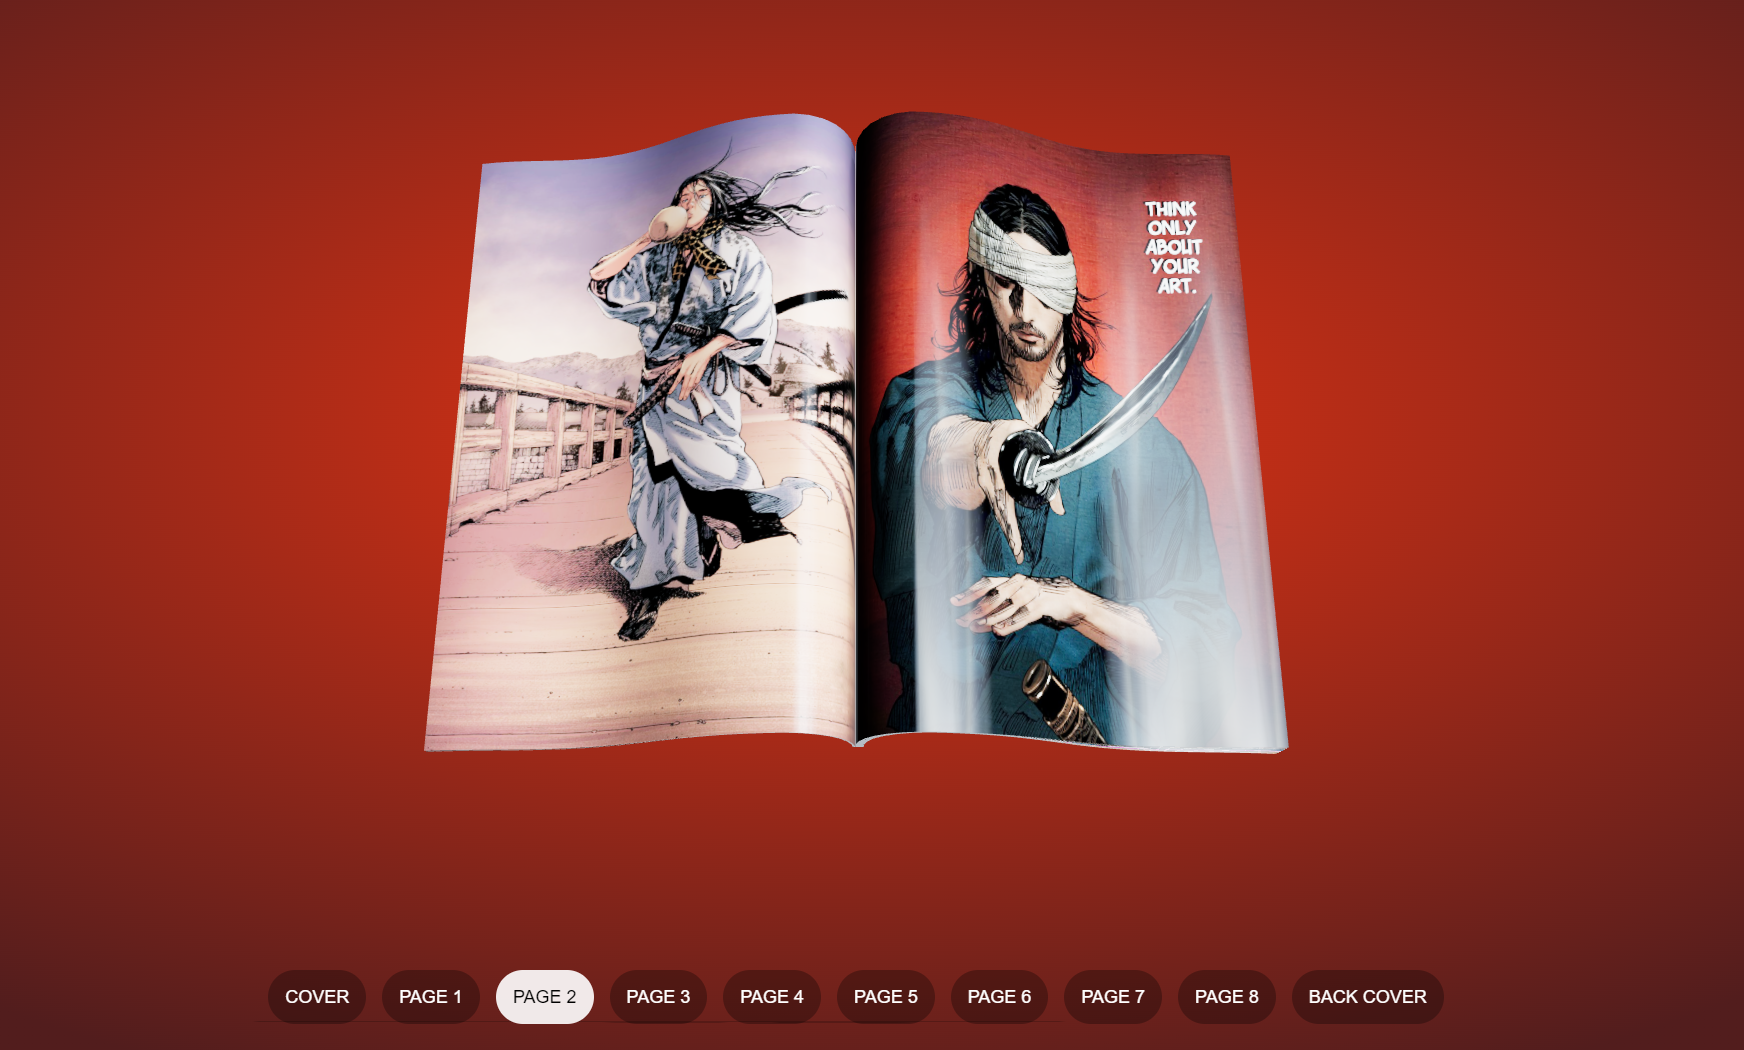 THINK
ONLY
ABOUT
YOUR
ART.
COVER
PAGE 1
PAGE 2
PAGE 3
PAGE 4
PAGE 5
PAGE 6
PAGE 7
PAGE 8
BACK COVER